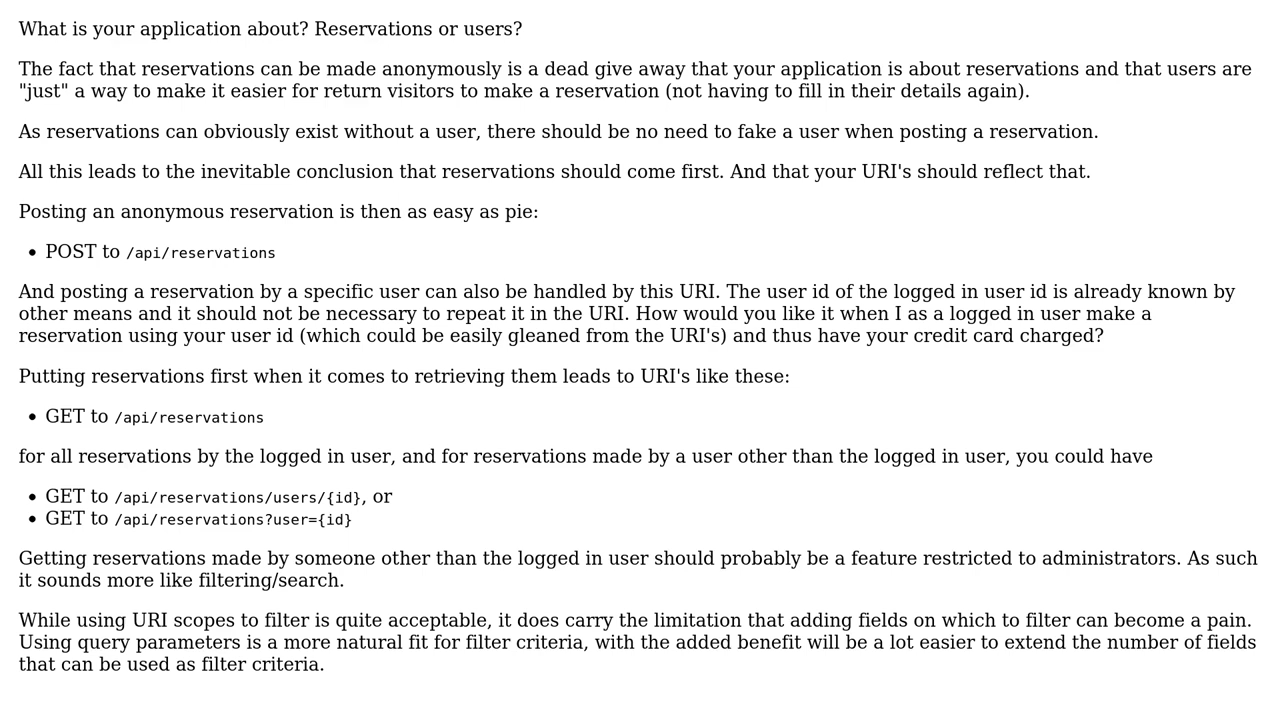 What is your application about? Reservations or users?
The fact that reservations can be made anonymously is a dead give away that your application is about reservations and that users are
"just" a way to make it easier for return visitors to make a reservation (not having to fill in their details again).
As reservations can obviously exist without a user, there should be no need to fake a user when posting a reservation.
All this leads to the inevitable conclusion that reservations should come first. And that your URI's should reflect that.
Posting an anonymous reservation is then as easy as pie:
• POST to /api/reservations
And posting a reservation by a specific user can also be handled by this URI. The user id of the logged in user id is already known by
other means and it should not be necessary to repeat it in the URI. How would you like it when I as a logged in user make a
reservation using your user id (which could be easily gleaned from the URI's) and thus have your credit card charged?
Putting reservations first when it comes to retrieving them leads to URI's like these:
• GET to /api/reservations
for all reservations by the logged in user, and for reservations made by a user other than the logged in user, you could have
• GET to /api/reservations/users/{id}, or
• GET to /api/reservations?user={id}
Getting reservations made by someone other than the logged in user should probably be a feature restricted to administrators. As such
it sounds more like filtering/search.
While using URI scopes to filter is quite acceptable, it does carry the limitation that adding fields on which to filter can become a pain.
Using query parameters is a more natural fit for filter criteria, with the added benefit will be a lot easier to extend the number of fields
that can be used as filter criteria.